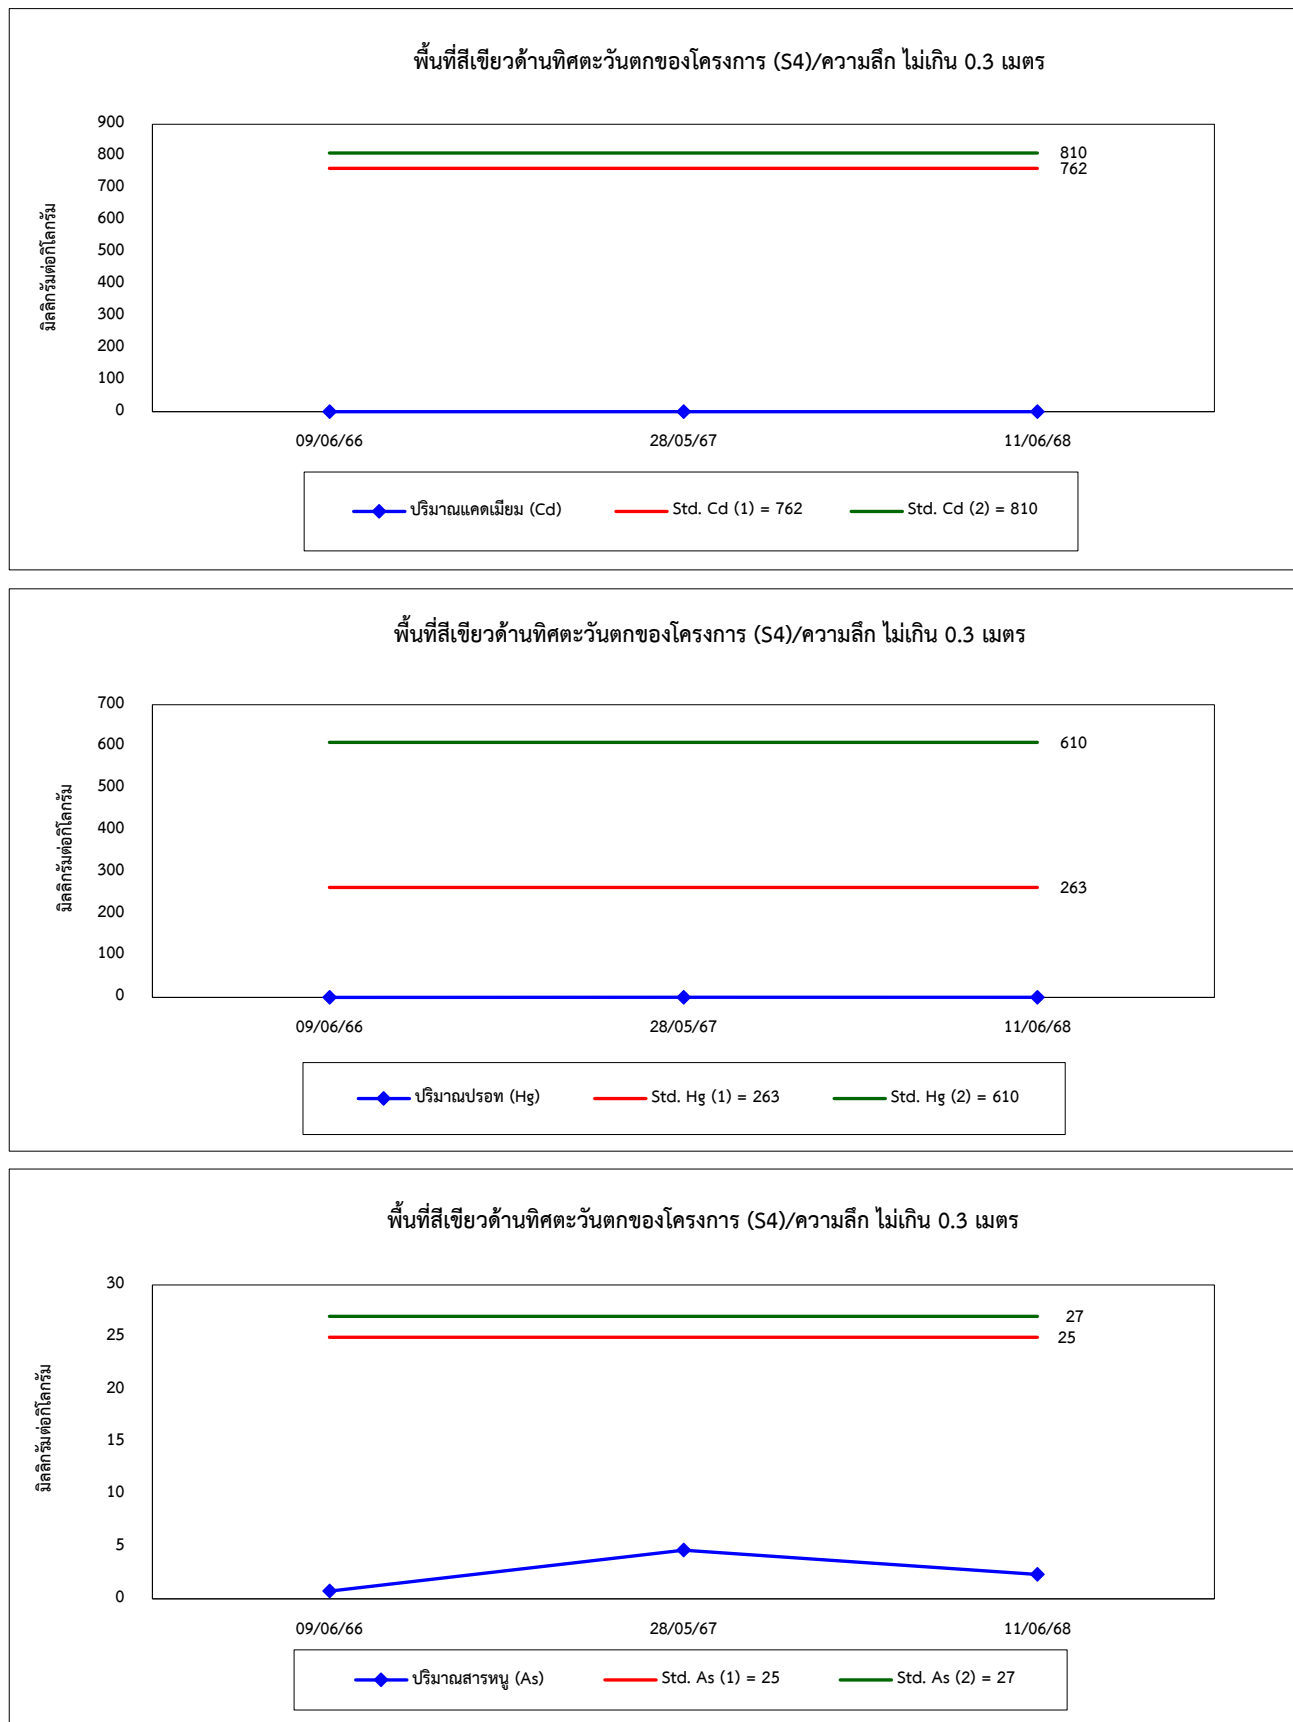 พื้นที่สีเขียวด้านทิศตะวันตกของโครงการ (S4)/ความลึก ไม่เกิน 0.3 เมตร
มิลลิกรัมต่อกิโลกรัม
900
800
700
600
500
400
300
200
100
0
810
762
09/06/66 28/05/67 11/06/68
ปริมาณแคดเมียม (Cd) Std. Cd (1) = 762 Std. Cd (2) = 810
พื้นที่สีเขียวด้านทิศตะวันตกของโครงการ (S4)/ความลึก ไม่เกิน 0.3 เมตร
มิลลิกรัมต่อกิโลกรัม
700
600
500
400
300
200
100
0
610
263
09/06/66 28/05/67 11/06/68
ปริมาณปรอท (Hg) Std. Hg (1) = 263 Std. Hg (2) = 610
พื้นที่สีเขียวด้านทิศตะวันตกของโครงการ (S4)/ความลึก ไม่เกิน 0.3 เมตร
มิลลิกรัมต่อกิโลกรัม
30
25
20
15
10
5
0
27
25
09/06/66 28/05/67 11/06/68
ปริมาณสารหนู (As) Std. As (1) = 25 Std. As (2) = 27